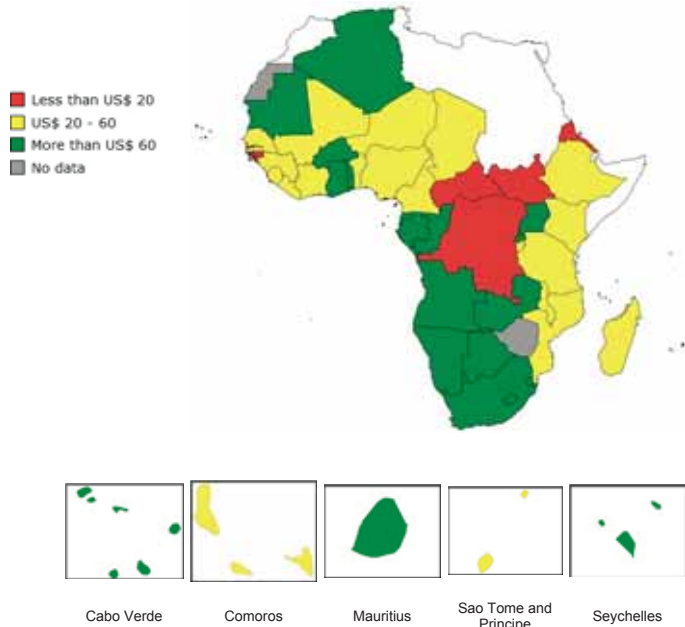 Less than US$ 20
US$ 20 - 60
More than US$ 60
No data
Cabo Verde
Comoros
Mauritius
Sao Tome and
Principe
Seychelles